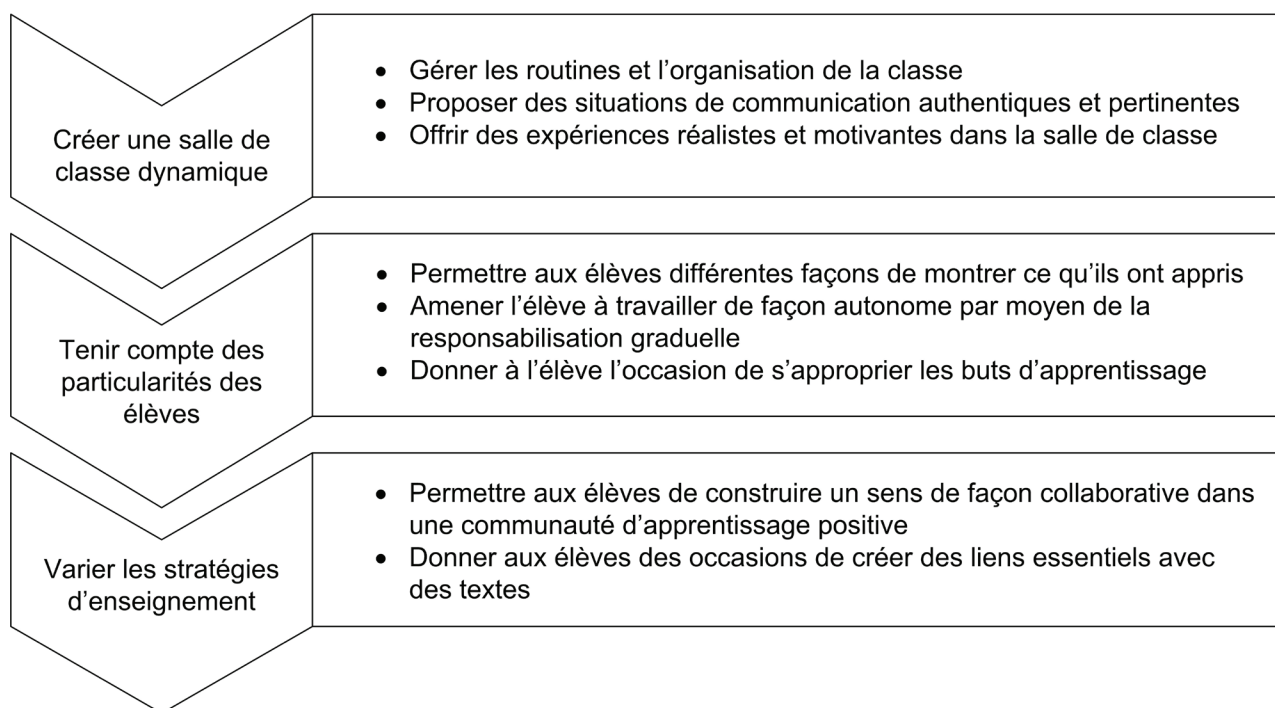 Créer une salle de
classe dynamique
• Gérer les routines et l’organisation de la classe
• Proposer des situations de communication authentiques et pertinentes
• Offrir des expériences réalistes et motivantes dans la salle de classe
Tenir compte des
particularités des
élèves
• Permettre aux élèves différentes façons de montrer ce qu’ils ont appris
• Amener l’élève à travailler de façon autonome par moyen de la
responsabilisation graduelle
• Donner à l’élève l’occasion de s’approprier les buts d’apprentissage
Varier les stratégies
d’enseignement
• Permettre aux élèves de construire un sens de façon collaborative dans
une communauté d’apprentissage positive
• Donner aux élèves des occasions de créer des liens essentiels avec
des textes